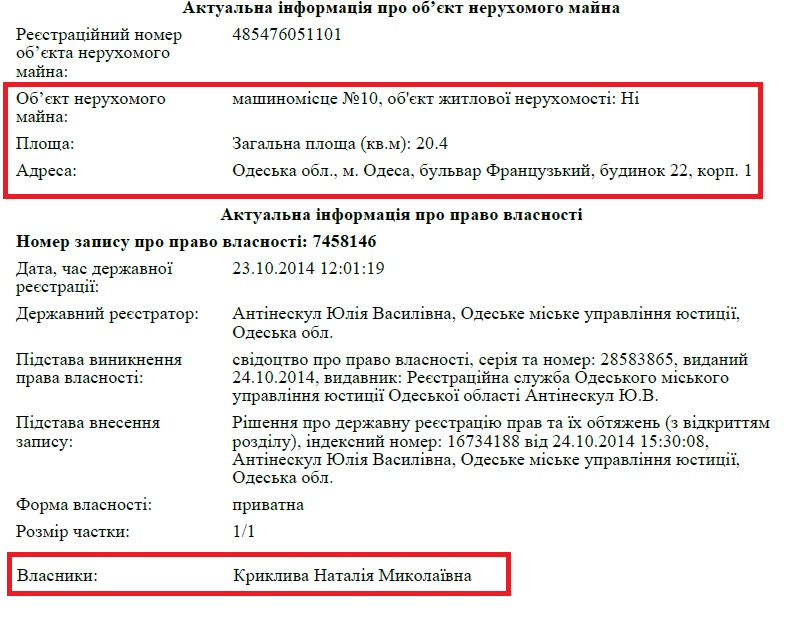 Актуальна інформація про об’єкт нерухомого майна
Реєстраційний номер об’єкта нерухомого майна: 485476051101
Об’єкт нерухомого майна: машиномісце №10, об'єкт житлової нерухомості: Ні
Площа: Загальна площа (кв.м): 20.4
Адреса: Одеська обл., м. Одеса, бульвар Французький, будинок 22, корп. 1
Актуальна інформація про право власності
Номер запису про право власності: 7458146
Дата, час державної реєстрації: 23.10.2014 12:01:19
Державний реєстратор: Антінескул Юлія Василівна, Одеське міське управління юстиції,
Одеська обл.
Підстава виникнення права власності: свідоцтво про право власності, серія та номер: 28583865, виданий
24.10.2014, видавник: Реєстраційна служба Одеського міського
управління юстиції Одеської області Антінескул Ю.В.
Підстава внесення запису: Рішення про державну реєстрацію прав та їх обтяжень (з відкриттям
розділу), індексний номер: 16734188 від 24.10.2014 15:30:08,
Антінескул Юлія Василівна, Одеське міське управління юстиції,
Одеська обл.
Форма власності: приватна
Розмір частки: 1/1
Власники: Криклива Наталія Миколаївна